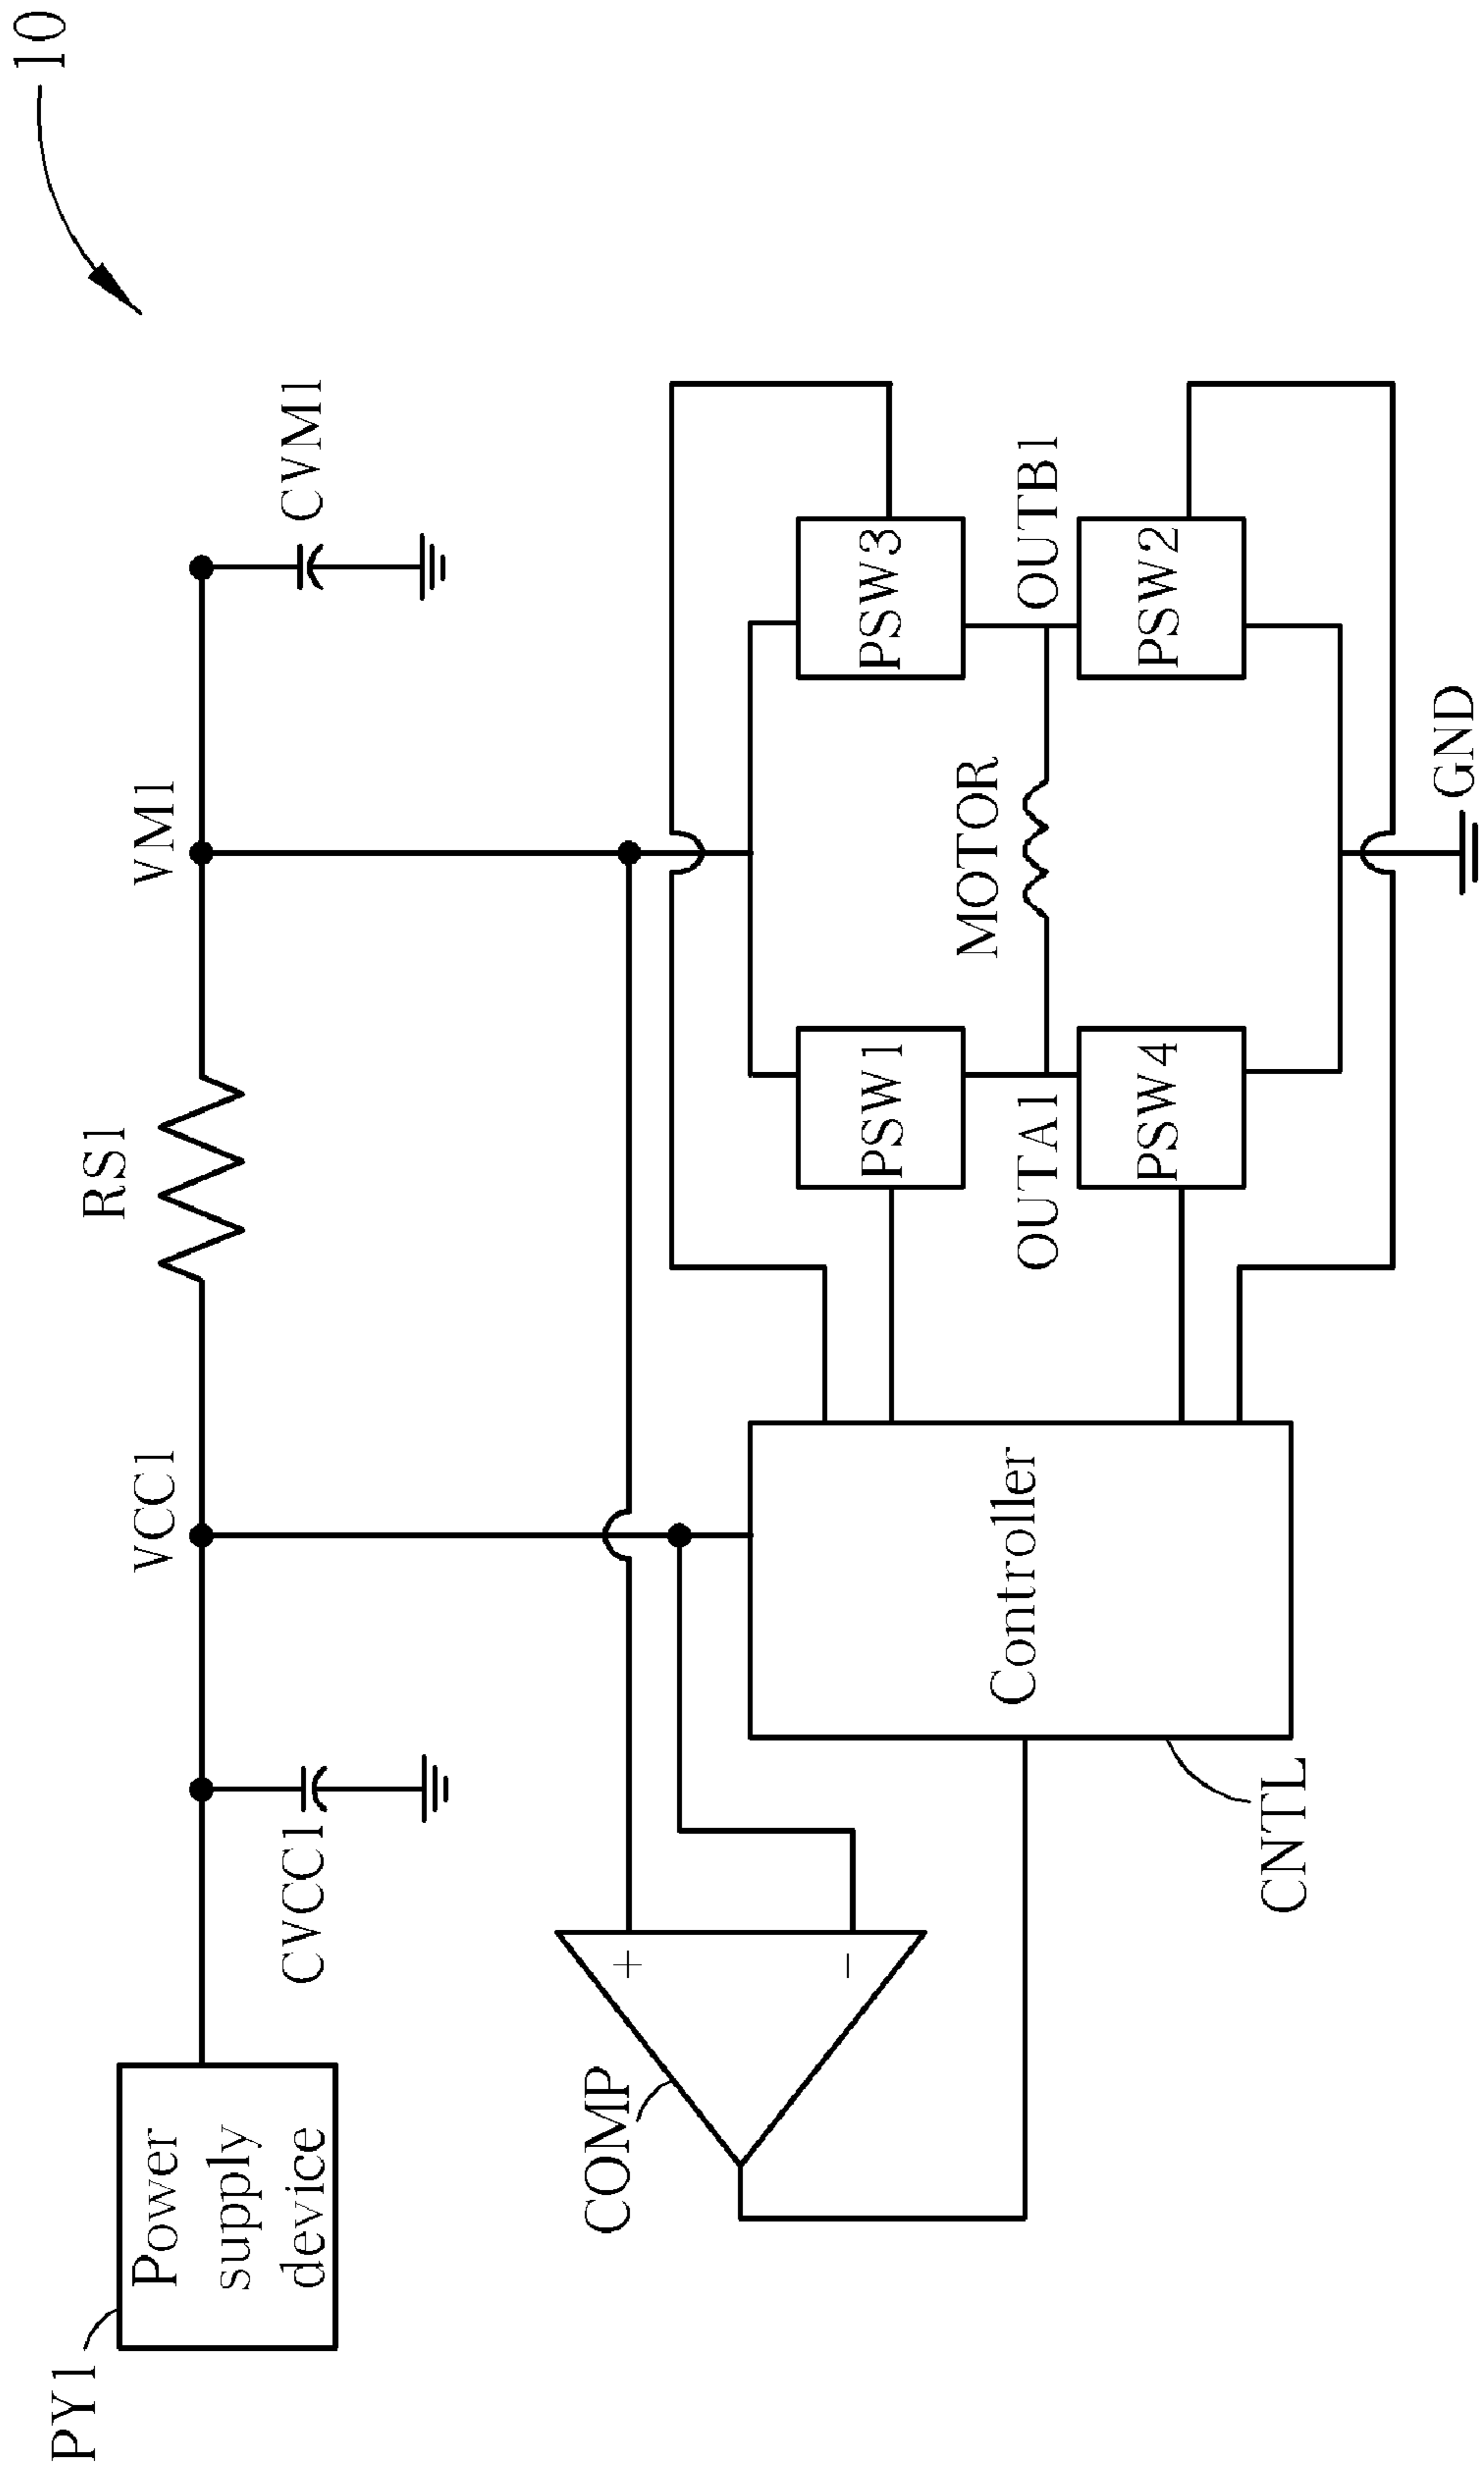 10
PY1
Power
supply
device
CVCC1
VCC1
RS1
VM1
CVM1
COMP
+
−
CNTL
Controller
PSW1
PSW3
MOTOR
OUTA1
OUTB1
PSW4
PSW2
GND